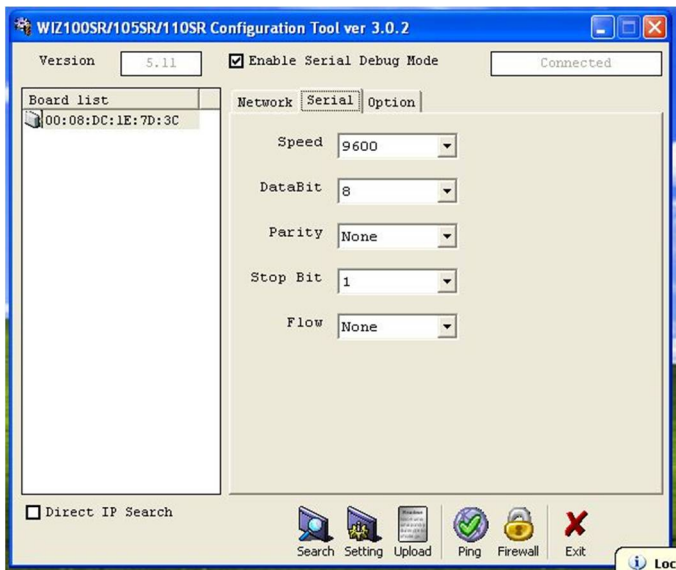 WIZ100SR/105SR/110SR Configuration Tool ver 3.0.2
Version 5.11 Enable Serial Debug Mode Connected
Board list
00:08:DC:1E:7D:3C
Network Serial Option
Speed 9600
DataBit 8
Parity None
Stop Bit 1
Flow None
Direct IP Search
Search Setting Upload Ping Firewall Exit
Loc